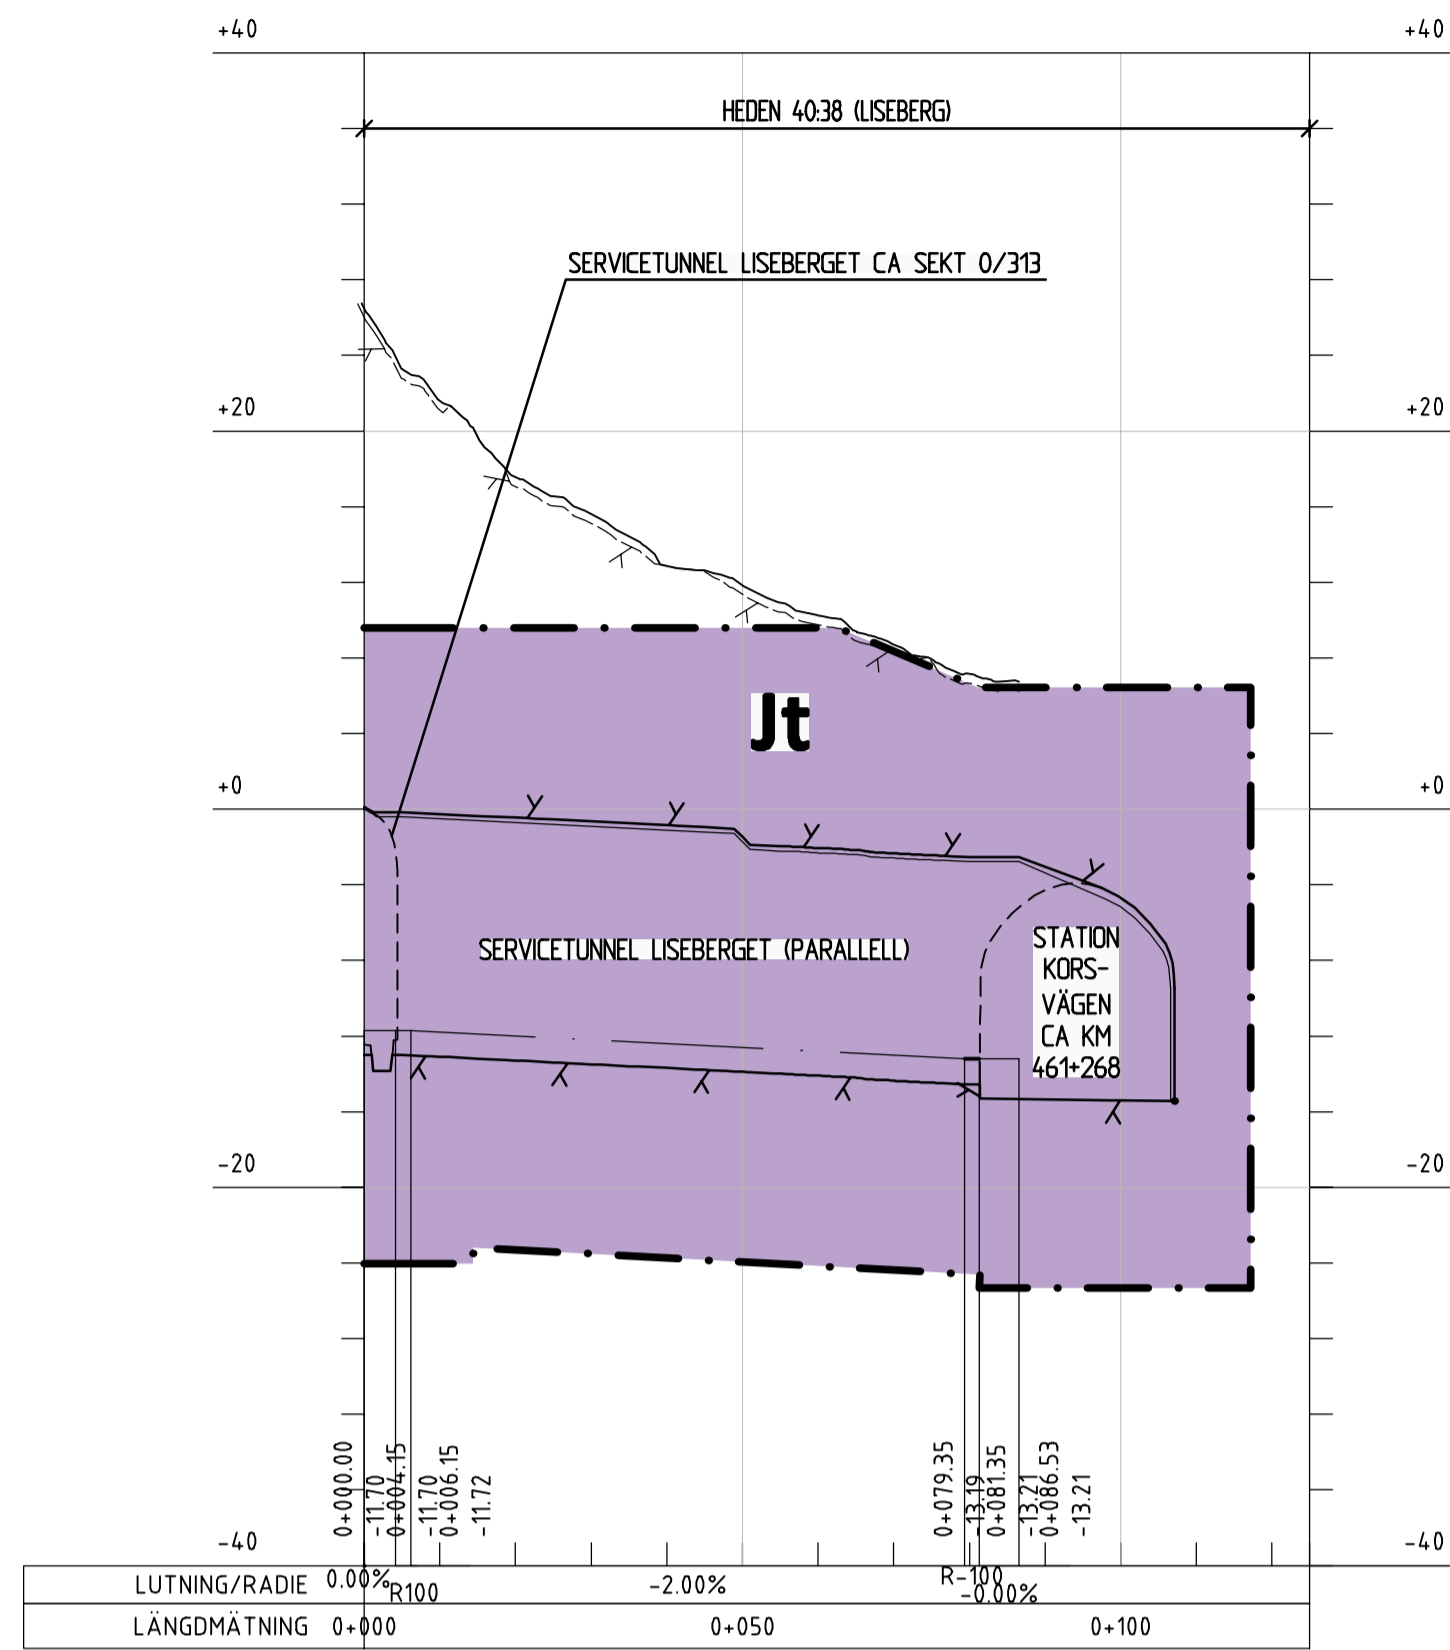 +40 +40
HEDEN 40:38 (LISEBERG)
SERVICETUNNEL LISEBERGET CA SEKT 0/313
+20 +20
Jt
+0 +0
SERVICETUNNEL LISEBERGET (PARALLELL)
STATION
KORS-
VÄGEN
CA KM
461+268
-20 -20
0+000.00
-11.70
0+004.15
-11.70
0+006.15
-11.72
0+079.35
-13.19
0+081.35
-13.21
0+086.53
-13.21
-40 -40
LUTNING/RADIE 0.00% R100 -2.00% R-100 -0.00%
LÄNGDMÄTNING 0+000 0+050 0+100